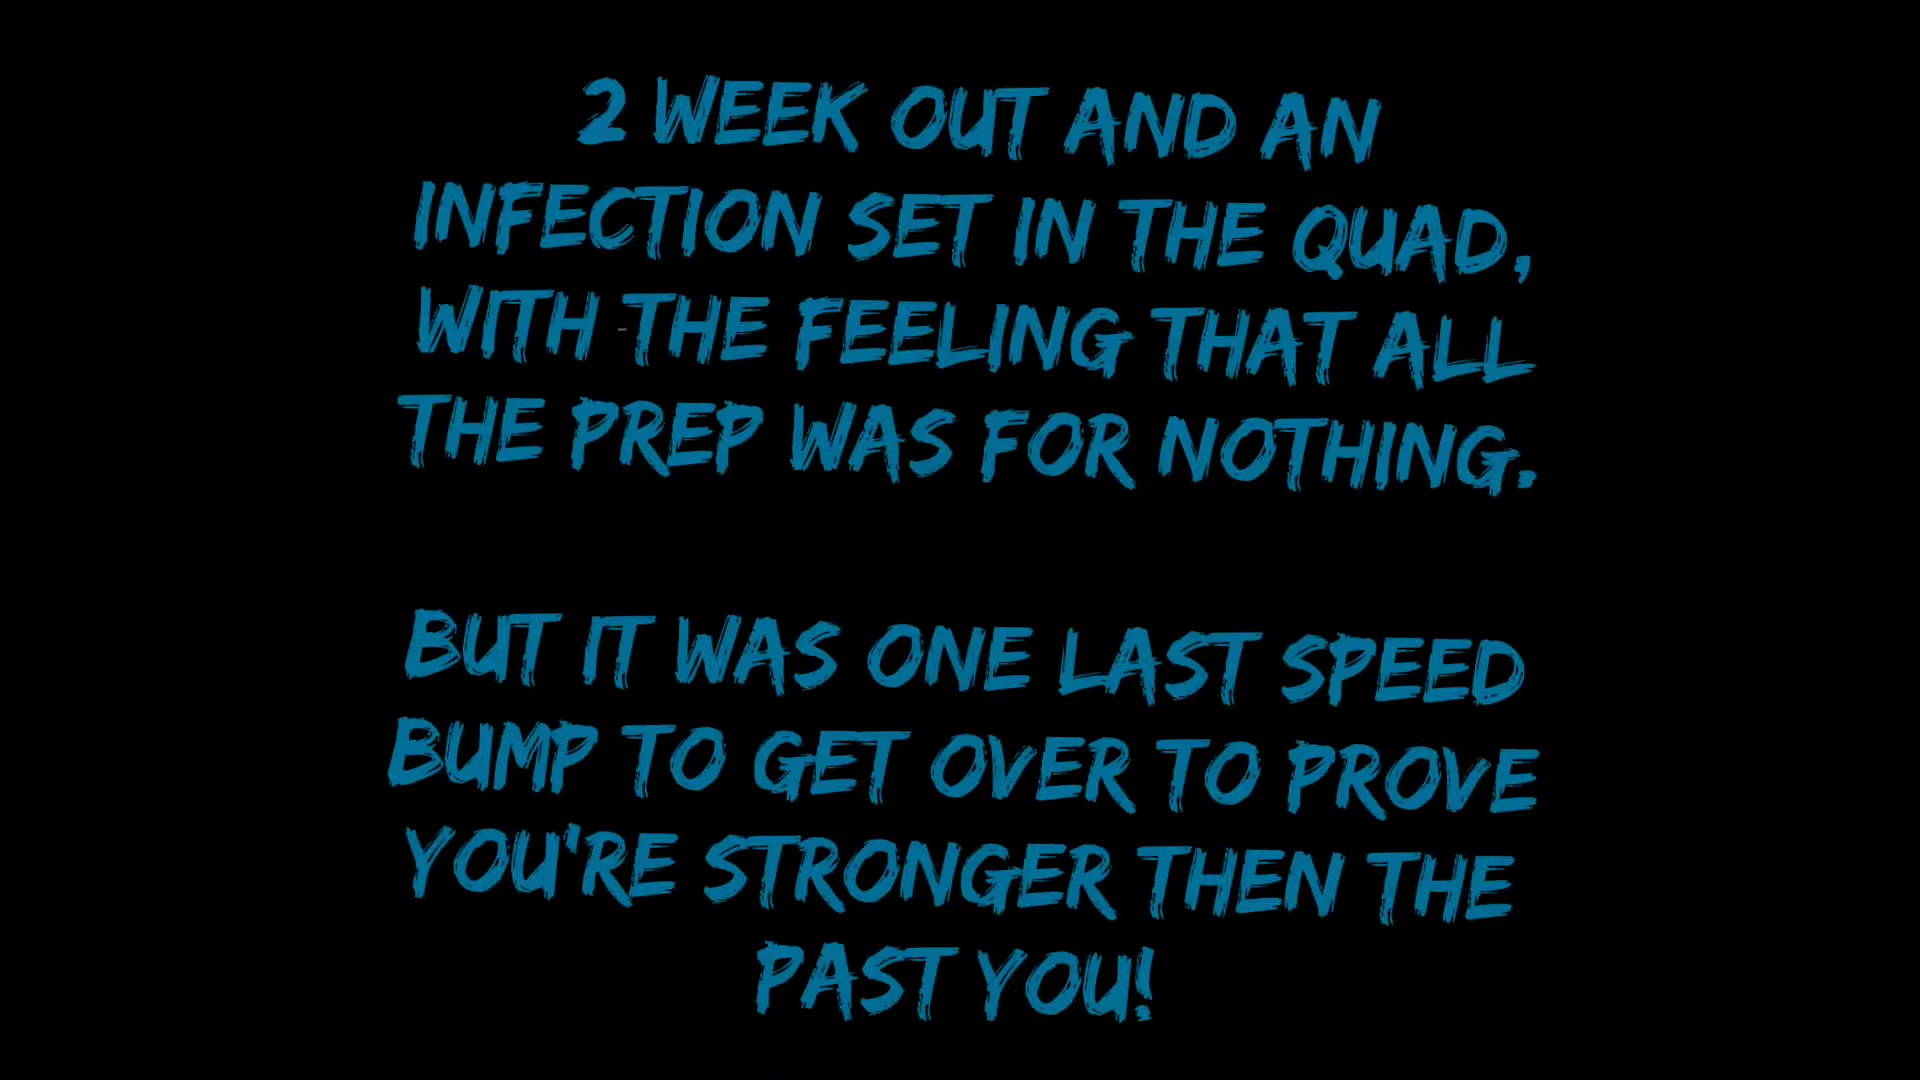 2 WEEK OUT AND AN
INFECTION SET IN THE QUAD,
WITH THE FEELING THAT ALL
THE PREP WAS FOR NOTHING.
BUT IT WAS ONE LAST SPEED
BUMP TO GET OVER TO PROVE
YOU'RE STRONGER THEN THE
PAST YOU!